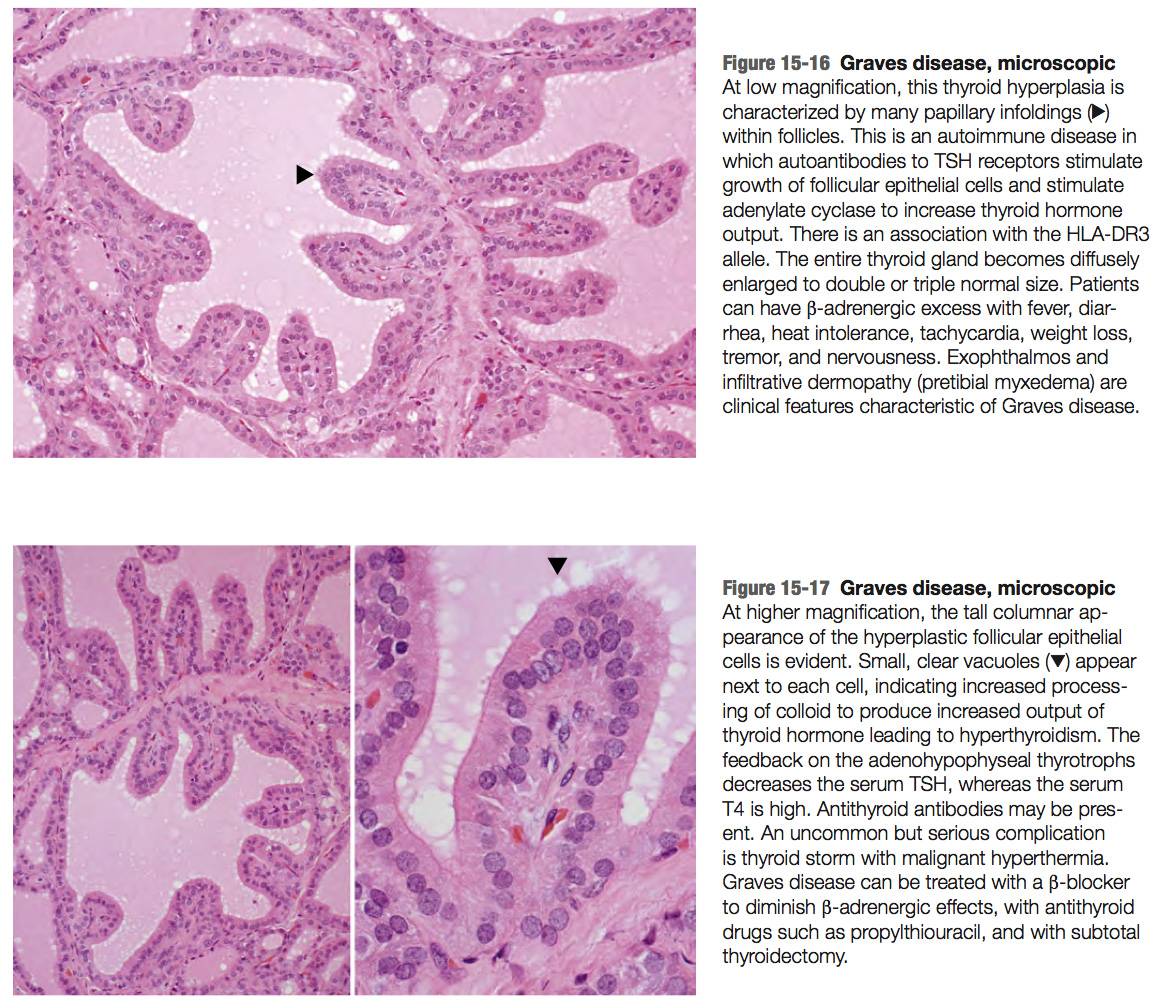 Figure 15-16 Graves disease, microscopic
At low magnification, this thyroid hyperplasia is
characterized by many papillary infoldings (▶)
within follicles. This is an autoimmune disease in
which autoantibodies to TSH receptors stimulate
growth of follicular epithelial cells and stimulate
adenylate cyclase to increase thyroid hormone
output. There is an association with the HLA-DR3
allele. The entire thyroid gland becomes diffusely
enlarged to double or triple normal size. Patients
can have β-adrenergic excess with fever, diar-
rhea, heat intolerance, tachycardia, weight loss,
tremor, and nervousness. Exophthalmos and
infiltrative dermopathy (pretibial myxedema) are
clinical features characteristic of Graves disease.
Figure 15-17 Graves disease, microscopic
At higher magnification, the tall columnar ap-
pearance of the hyperplastic follicular epithelial
cells is evident. Small, clear vacuoles (▼) appear
next to each cell, indicating increased process-
ing of colloid to produce increased output of
thyroid hormone leading to hyperthyroidism. The
feedback on the adenohypophyseal thyrotrophs
decreases the serum TSH, whereas the serum
T4 is high. Antithyroid antibodies may be pres-
ent. An uncommon but serious complication
is thyroid storm with malignant hyperthermia.
Graves disease can be treated with a β-blocker
to diminish β-adrenergic effects, with antithyroid
drugs such as propylthiouracil, and with subtotal
thyroidectomy.